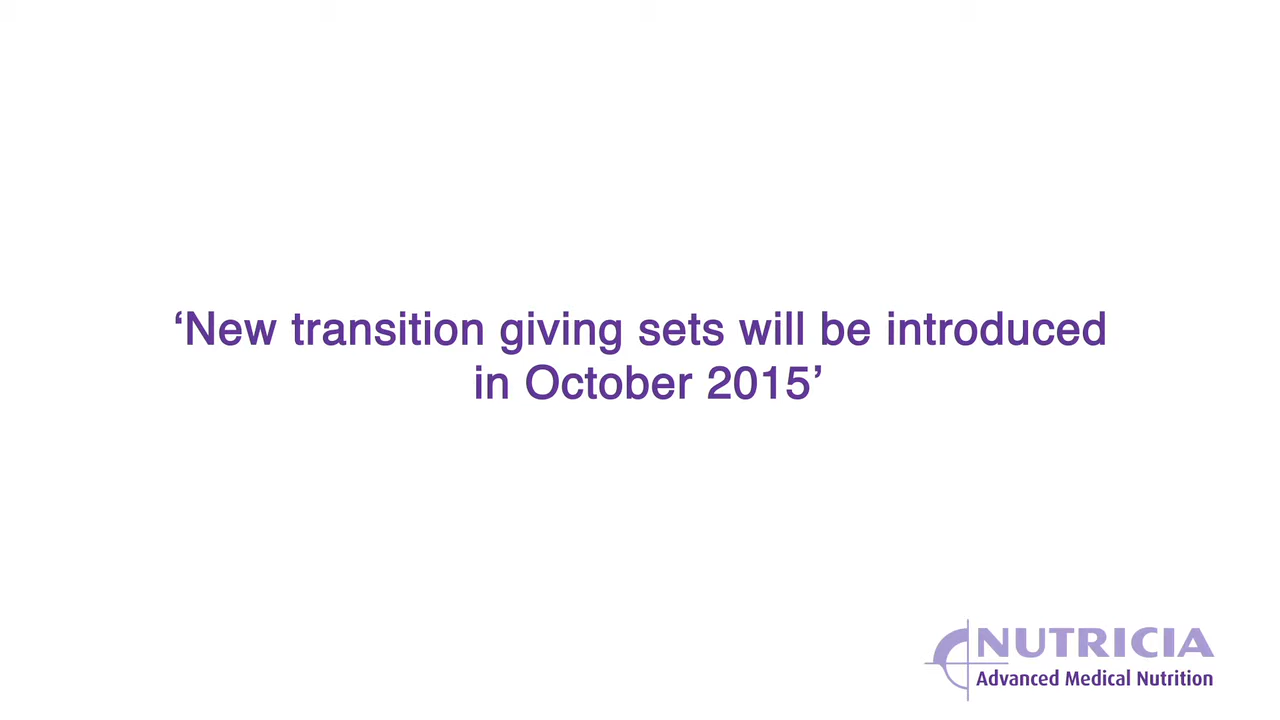 ‘New transition giving sets will be introduced
in October 2015’
NUTRICIA
Advanced Medical Nutrition